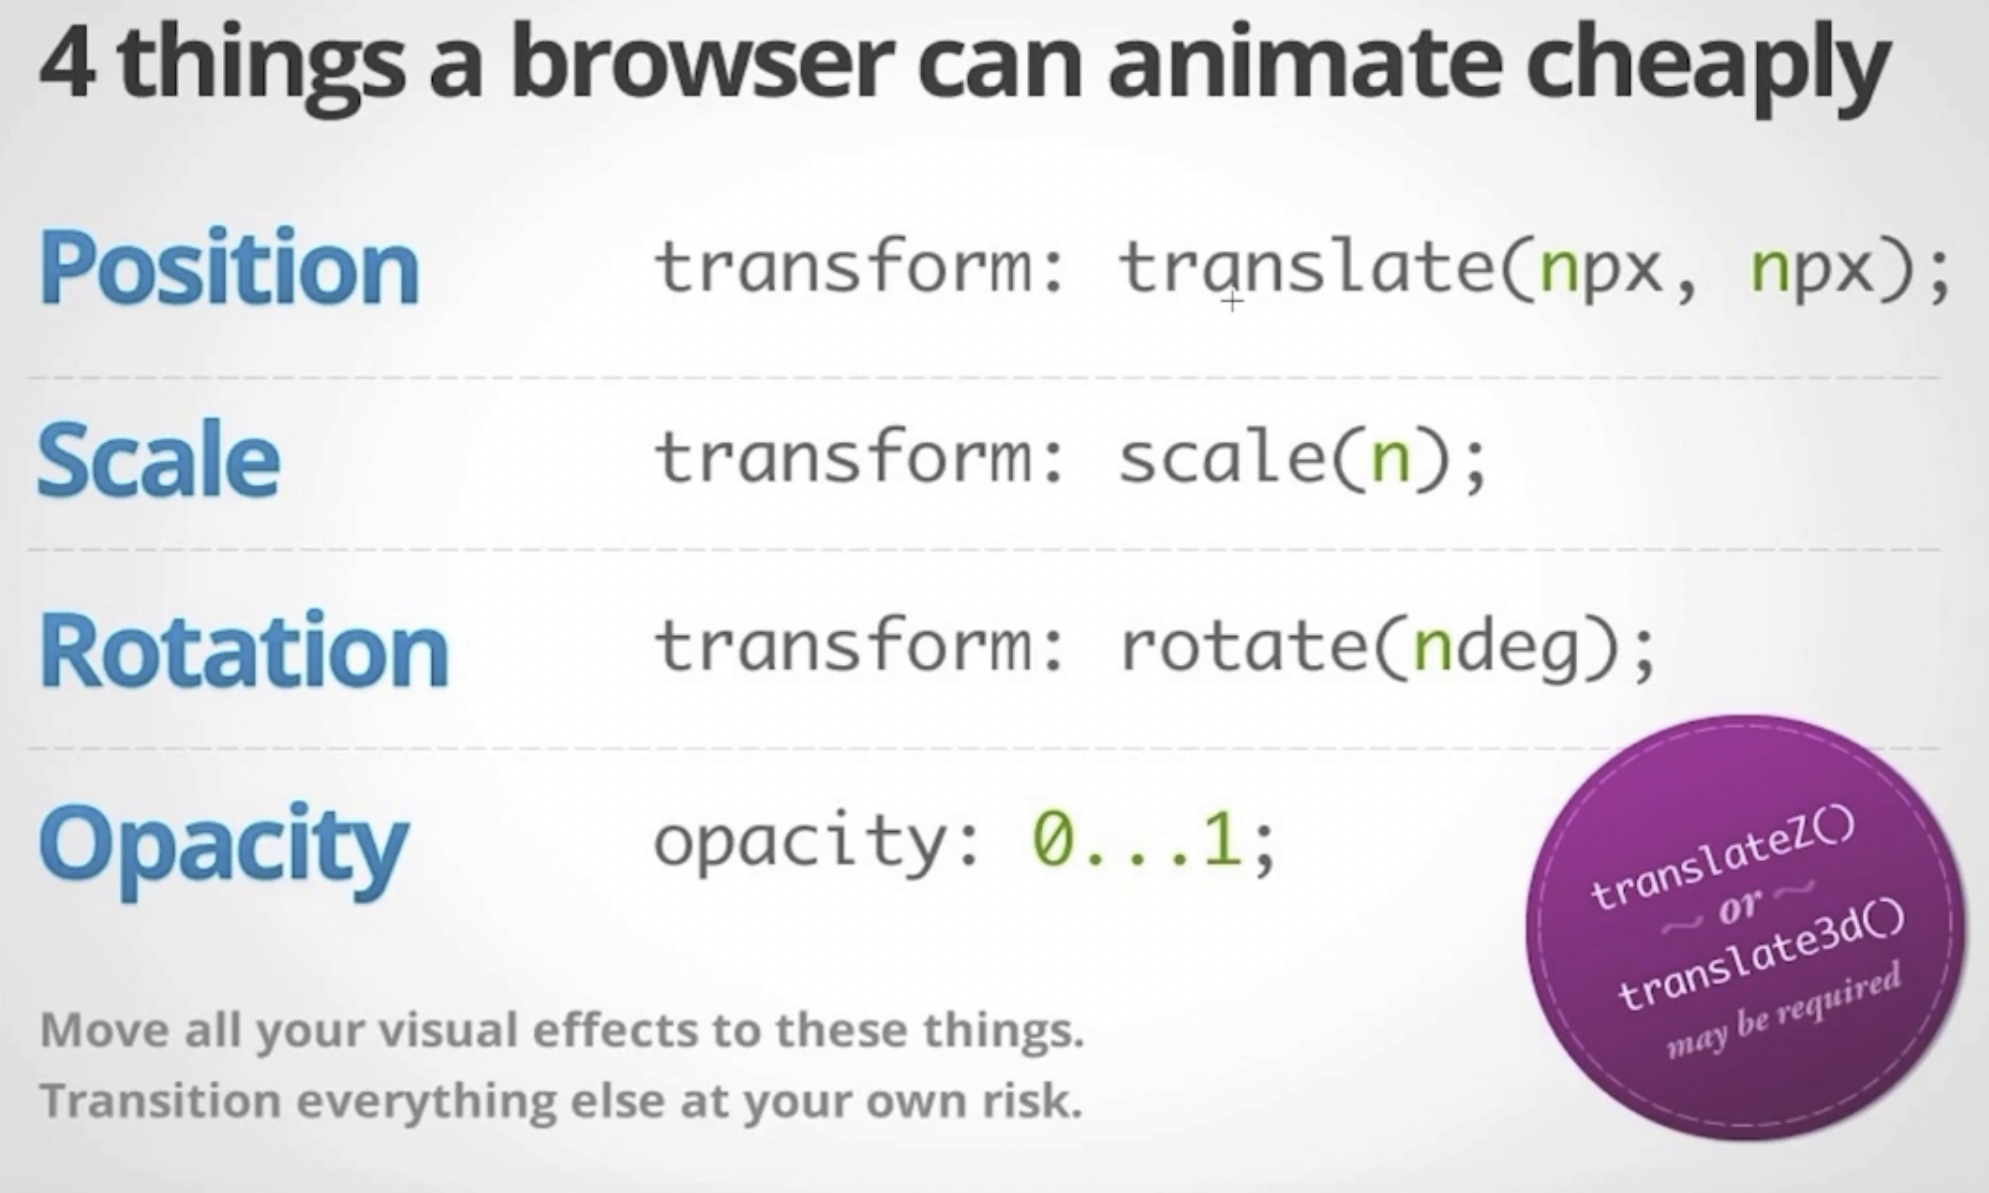 4 things a browser can animate cheaply
Position transform: translate(npx, npx);
Scale transform: scale(n);
Rotation transform: rotate(ndeg);
Opacity opacity: 0...1;
translateZ()
~ or ~
translate3d()
may be required
Move all your visual effects to these things.
Transition everything else at your own risk.